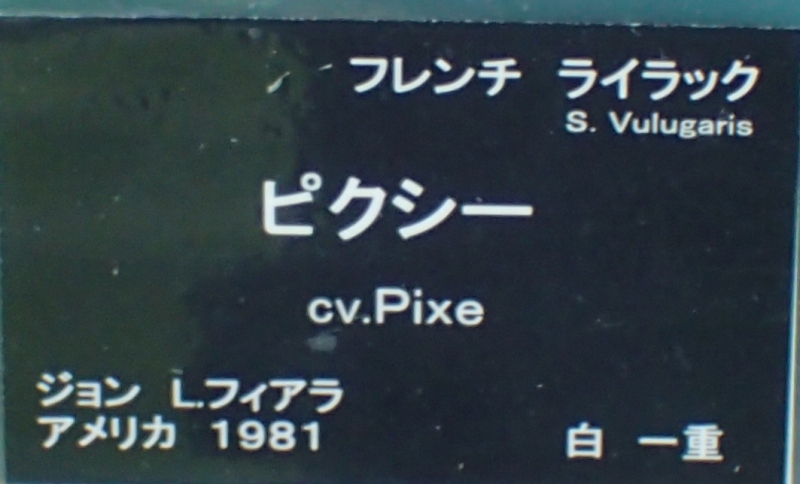 フレンチ ライラック
S. Vulugaris
ピクシー
cv.Pixe
ジョン L.フィアラ
アメリカ 1981
白 一重